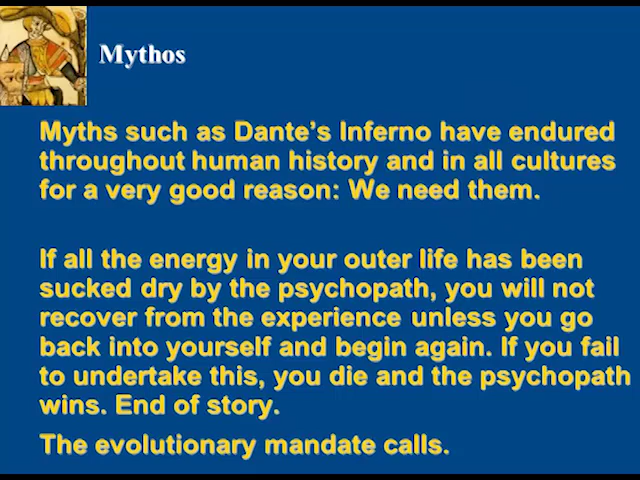 Mythos
Myths such as Dante's Inferno have endured
throughout human history and in all cultures
for a very good reason: We need them.
If all the energy in your outer life has been
sucked dry by the psychopath, you will not
recover from the experience unless you go
back into yourself and begin again. If you fail
to undertake this, you die and the psychopath
wins. End of story.
The evolutionary mandate calls.